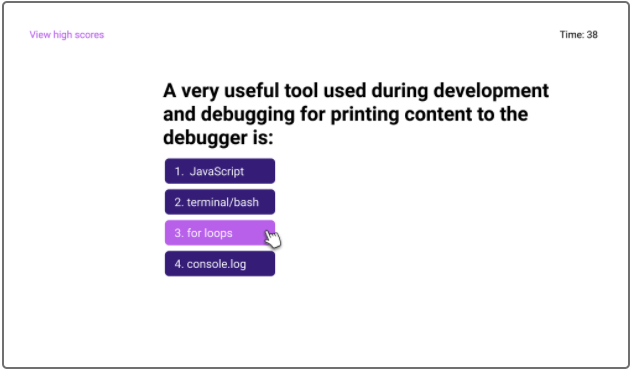 View high scores
Time: 38
A very useful tool used during development
and debugging for printing content to the
debugger is:
1. JavaScript
2. terminal/bash
3. for loops
4. console.log